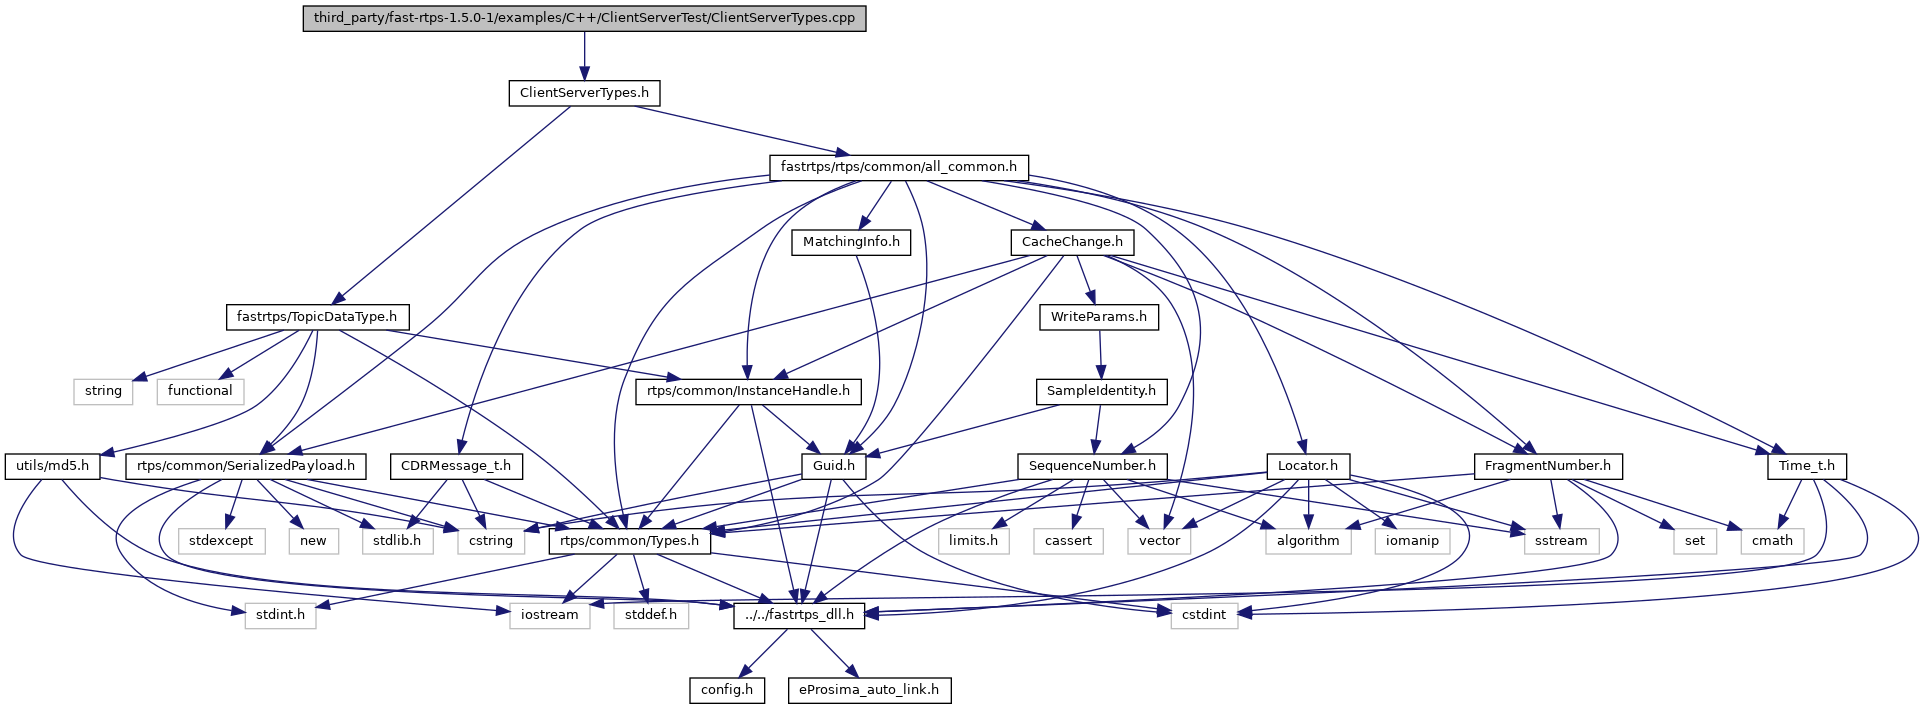 third_party/fast-rtps-1.5.0-1/examples/C++/ClientServerTest/ClientServerTypes.cpp
ClientServerTypes.h
fastrtps/rtps/common/all_common.h
MatchingInfo.h
CacheChange.h
fastrtps/TopicDataType.h
WriteParams.h
string
functional
rtps/common/InstanceHandle.h
SampleIdentity.h
utils/md5.h
rtps/common/SerializedPayload.h
CDRMessage_t.h
Guid.h
SequenceNumber.h
Locator.h
FragmentNumber.h
Time_t.h
stdexcept
new
stdlib.h
cstring
rtps/common/Types.h
limits.h
cassert
vector
algorithm
iomanip
sstream
set
cmath
stdint.h
iostream
stddef.h
../../fastrtps_dll.h
cstdint
config.h
eProsima_auto_link.h